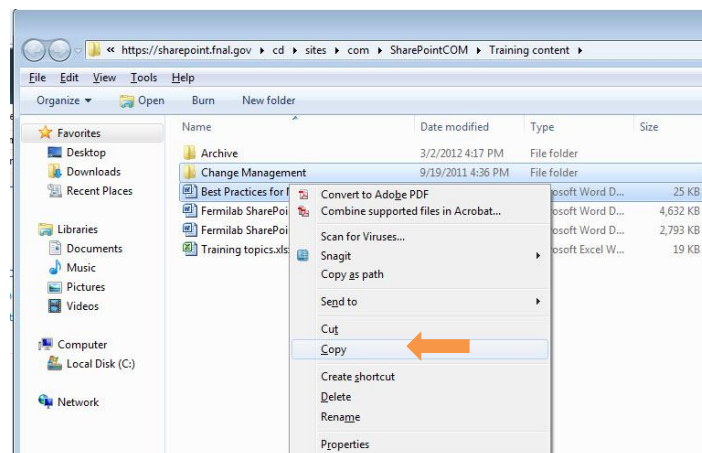 « https://sharepoint.fnal.gov ▸ cd ▸ sites ▸ com ▸ SharePointCOM ▸ Training content ▸
File Edit View Tools Help
Organize ▾ Open Burn New folder
Name Date modified Type Size
Favorites
Desktop
Downloads
Recent Places
Libraries
Documents
Music
Pictures
Videos
Computer
Local Disk (C:)
Network
Archive 3/2/2012 4:17 PM File folder
Change Management 9/19/2011 4:36 PM File folder
Best Practices for 25 KB
Fermilab SharePoi osoft Word D... 4,632 KB
Fermilab SharePoi osoft Word D... 2,793 KB
Training topics.xls osoft Excel W... 19 KB
Convert to Adobe PDF
Combine supported files in Acrobat...
Scan for Viruses...
Snagit
Copy as path
Send to
Cut
Copy
Create shortcut
Delete
Rename
Properties